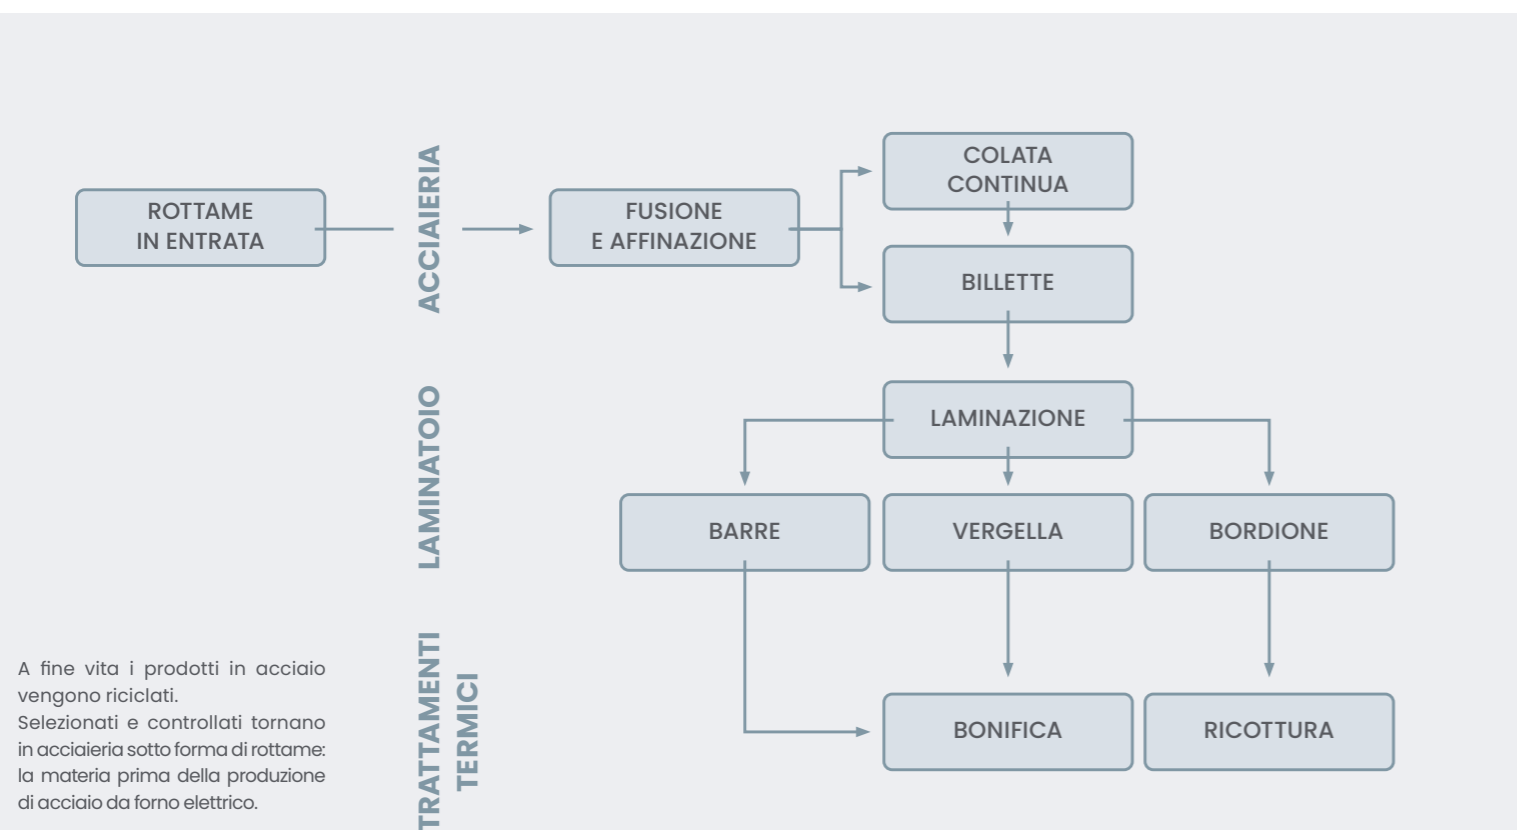 ROTTAME
IN ENTRATA
ACCIAIERIA
FUSIONE
E AFFINAZIONE
COLATA
CONTINUA
BILLETTE
LAMINATOIO
LAMINAZIONE
BARRE
VERGELLA
BORDIONE
TRATTAMENTI
TERMICI
BONIFICA
RICOTTURA
A fine vita i prodotti in acciaio
vengono riciclati.
Selezionati e controllati tornano
in acciaieria sotto forma di rottame:
la materia prima della produzione
di acciaio da forno elettrico.